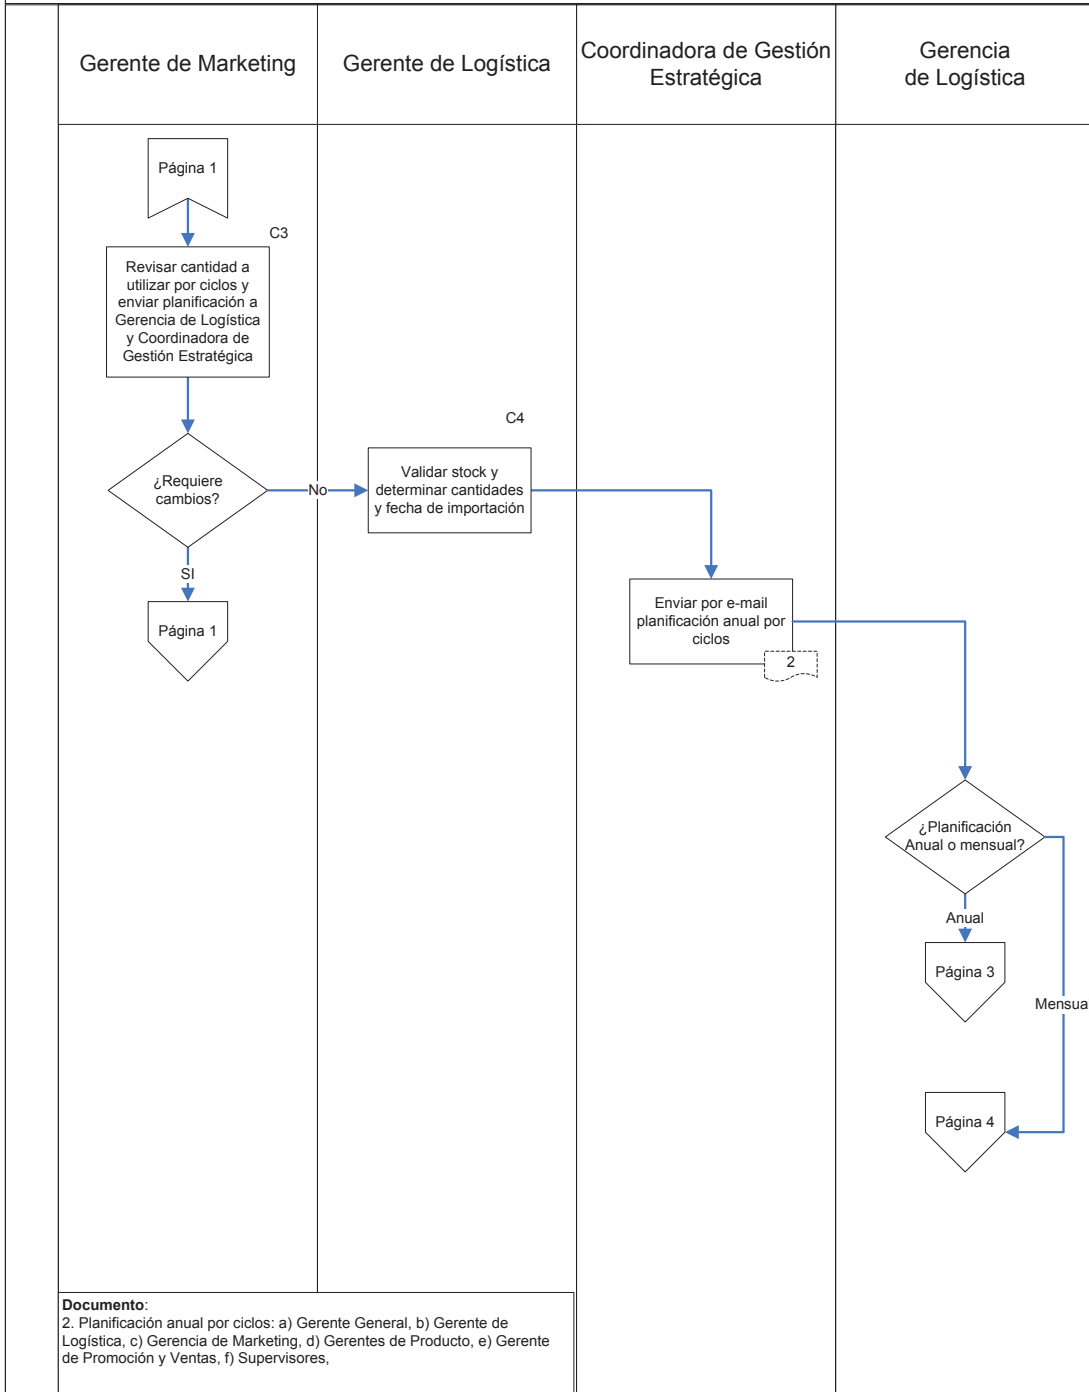 Gerente de Marketing
Gerente de Logística
Coordinadora de Gestión
Estratégica
Gerencia
de Logística
Página 1
C3
Revisar cantidad a
utilizar por ciclos y
enviar planificación a
Gerencia de Logística
y Coordinadora de
Gestión Estratégica
C4
¿Requiere
cambios?
No
Validar stock y
determinar cantidades
y fecha de importación
SI
Página 1
Enviar por e-mail
planificación anual por
ciclos
2
¿Planificación
Anual o mensual?
Anual
Página 3
Mensua
Página 4
Documento:
2. Planificación anual por ciclos: a) Gerente General, b) Gerente de
Logística, c) Gerencia de Marketing, d) Gerentes de Producto, e) Gerente
de Promoción y Ventas, f) Supervisores,